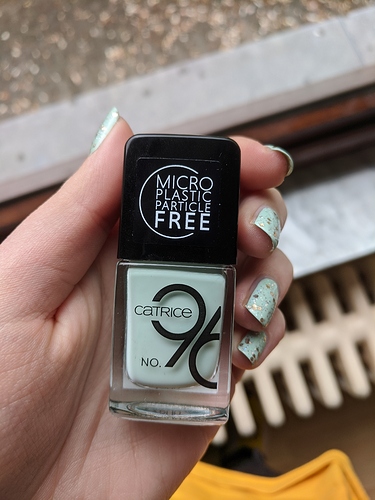 MICRO
PLASTIC
PARTICLE
FREE
CATRICE
NO. 96